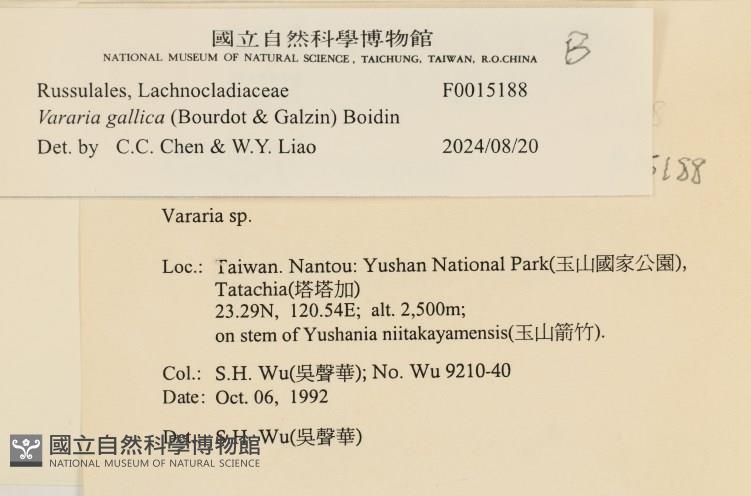 國立自然科學博物館
NATIONAL MUSEUM OF NATURAL SCIENCE, TAICHUNG, TAIWAN, R.O.CHINA
B
Russulales, Lachnocladiaceae F0015188
Vararia gallica (Bourdot & Galzin) Boidin
Det. by C.C. Chen & W.Y. Liao 2024/08/20
5188
Vararia sp.
Loc.: Taiwan. Nantou: Yushan National Park(玉山國家公園),
Tatachia(塔塔加)
23.29N, 120.54E; alt. 2,500m;
on stem of Yushania niitakayamensis(玉山箭竹).
Col.: S.H. Wu(吳聲華); No. Wu 9210-40
Date: Oct. 06, 1992
Det.: S.H. Wu(吳聲華)
國立自然科學博物館
NATIONAL MUSEUM OF NATURAL SCIENCE